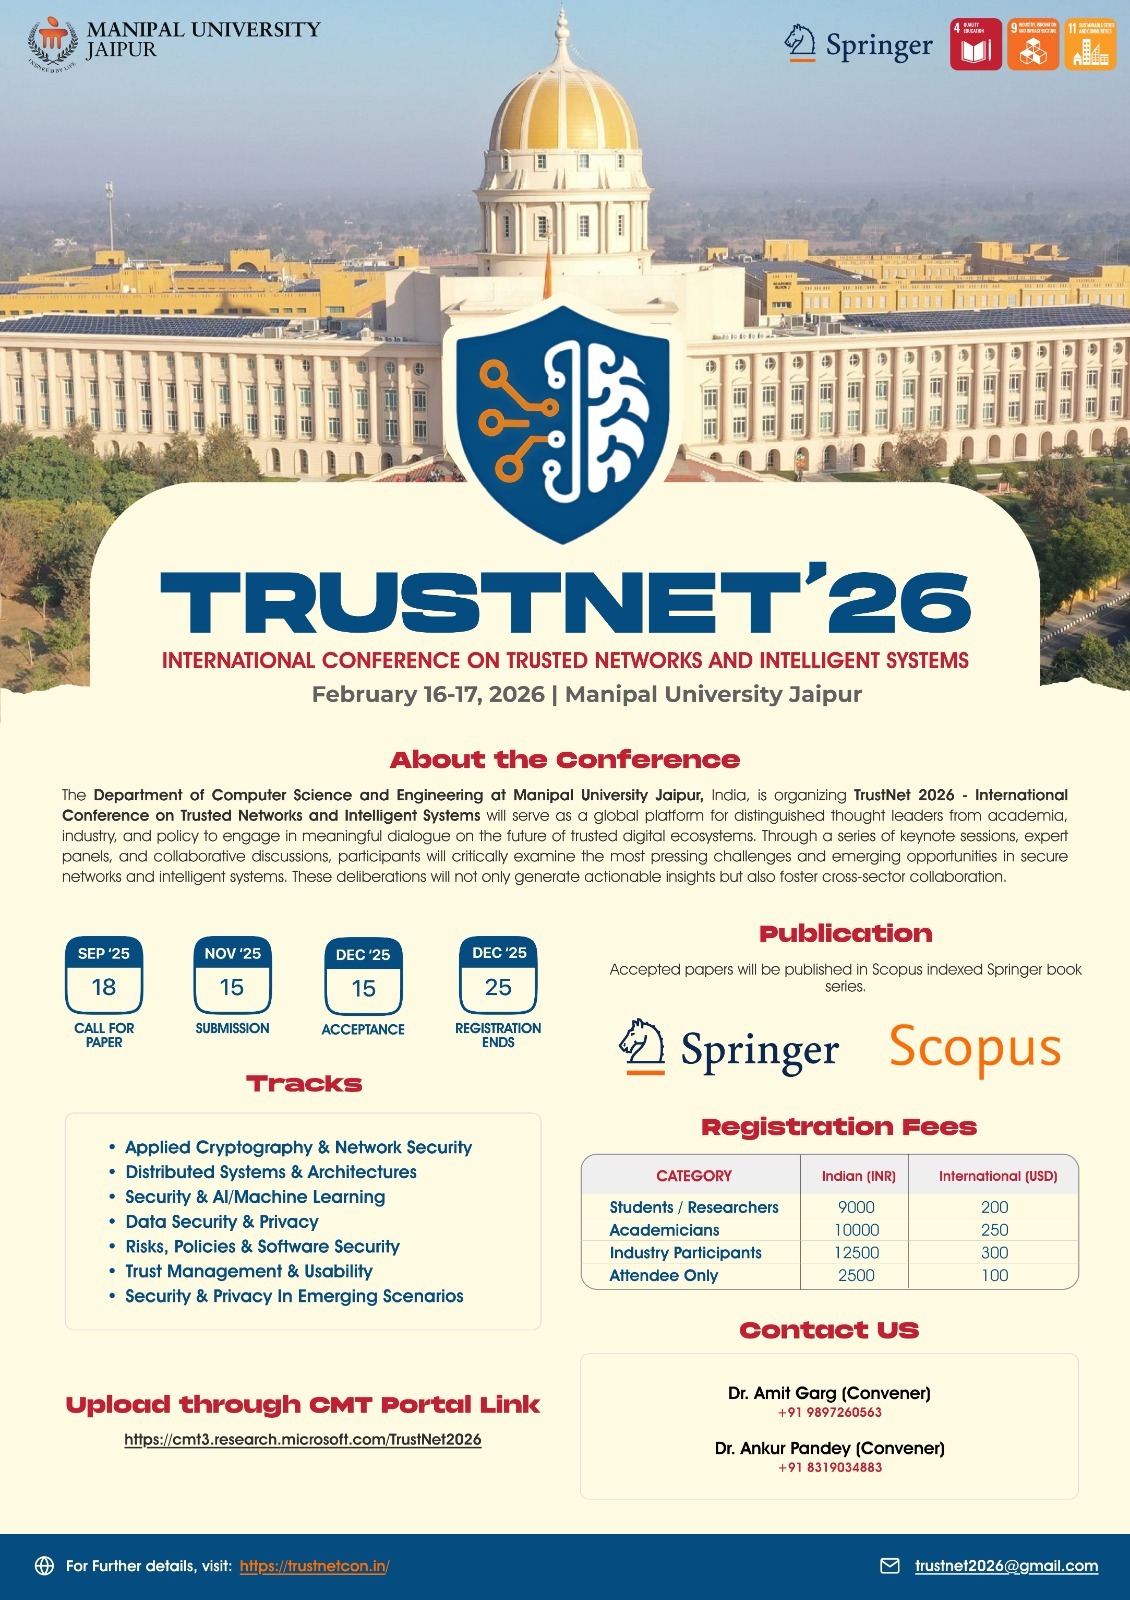 MANIPAL UNIVERSITY
JAIPUR
INSPIRED BY LIFE
Springer
4 QUALITY EDUCATION
9 INDUSTRY, INNOVATION AND INFRASTRUCTURE
11 SUSTAINABLE CITIES AND COMMUNITIES
ACADEMIC BLOCK 2
TRUSTNET’26
INTERNATIONAL CONFERENCE ON TRUSTED NETWORKS AND INTELLIGENT SYSTEMS
February 16-17, 2026 | Manipal University Jaipur
About the Conference
The Department of Computer Science and Engineering at Manipal University Jaipur, India, is organizing TrustNet 2026 - International
Conference on Trusted Networks and Intelligent Systems will serve as a global platform for distinguished thought leaders from academia,
industry, and policy to engage in meaningful dialogue on the future of trusted digital ecosystems. Through a series of keynote sessions, expert
panels, and collaborative discussions, participants will critically examine the most pressing challenges and emerging opportunities in secure
networks and intelligent systems. These deliberations will not only generate actionable insights but also foster cross-sector collaboration.
SEP ‘25
18
CALL FOR
PAPER
NOV ‘25
15
SUBMISSION
DEC ‘25
15
ACCEPTANCE
DEC ‘25
25
REGISTRATION
ENDS
Tracks
• Applied Cryptography & Network Security
• Distributed Systems & Architectures
• Security & AI/Machine Learning
• Data Security & Privacy
• Risks, Policies & Software Security
• Trust Management & Usability
• Security & Privacy In Emerging Scenarios
Upload through CMT Portal Link
https://cmt3.research.microsoft.com/TrustNet2026
Publication
Accepted papers will be published in Scopus indexed Springer book
series.
Springer
Scopus
Registration Fees
CATEGORY Indian (INR) International (USD)
Students / Researchers 9000 200
Academicians 10000 250
Industry Participants 12500 300
Attendee Only 2500 100
Contact US
Dr. Amit Garg (Convener)
+91 9897260563
Dr. Ankur Pandey (Convener)
+91 8319034883
For Further details, visit: https://trustnetcon.in/
trustnet2026@gmail.com